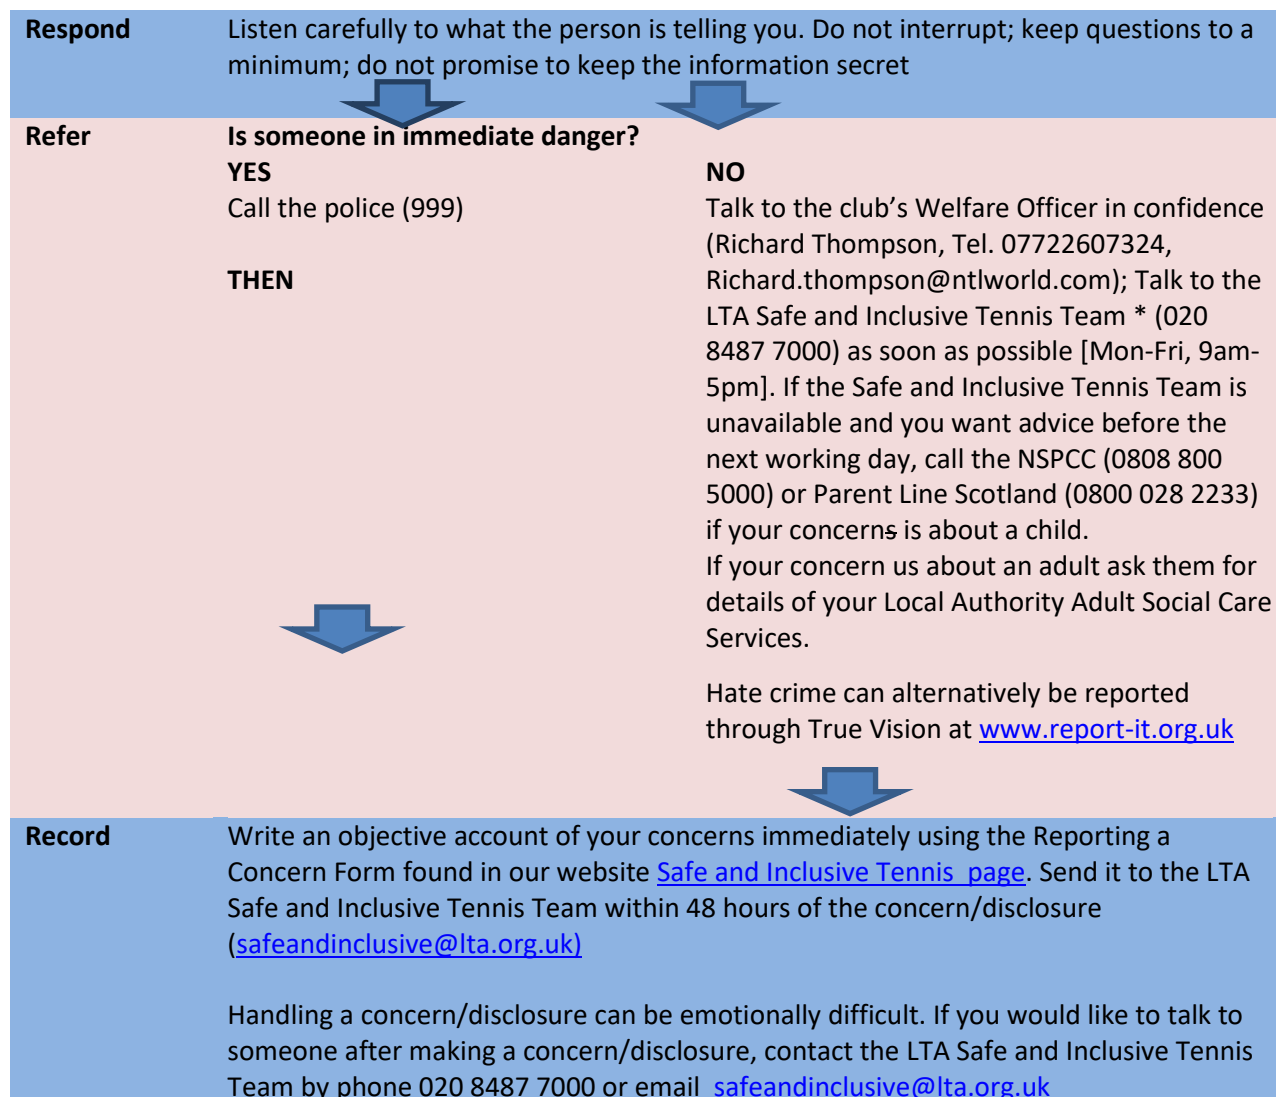 Respond
Listen carefully to what the person is telling you. Do not interrupt; keep questions to a
minimum; do not promise to keep the information secret
Refer
Is someone in immediate danger?
YES
Call the police (999)
THEN
NO
Talk to the club’s Welfare Officer in confidence
(Richard Thompson, Tel. 07722607324,
Richard.thompson@ntlworld.com); Talk to the
LTA Safe and Inclusive Tennis Team * (020
8487 7000) as soon as possible [Mon-Fri, 9am-
5pm]. If the Safe and Inclusive Tennis Team is
unavailable and you want advice before the
next working day, call the NSPCC (0808 800
5000) or Parent Line Scotland (0800 028 2233)
if your concerns is about a child.
If your concern us about an adult ask them for
details of your Local Authority Adult Social Care
Services.
Hate crime can alternatively be reported
through True Vision at www.report-it.org.uk
Record
Write an objective account of your concerns immediately using the Reporting a
Concern Form found in our website Safe and Inclusive Tennis  page. Send it to the LTA
Safe and Inclusive Tennis Team within 48 hours of the concern/disclosure
(safeandinclusive@lta.org.uk)
Handling a concern/disclosure can be emotionally difficult. If you would like to talk to
someone after making a concern/disclosure, contact the LTA Safe and Inclusive Tennis
Team by phone 020 8487 7000 or email  safeandinclusive@lta.org.uk